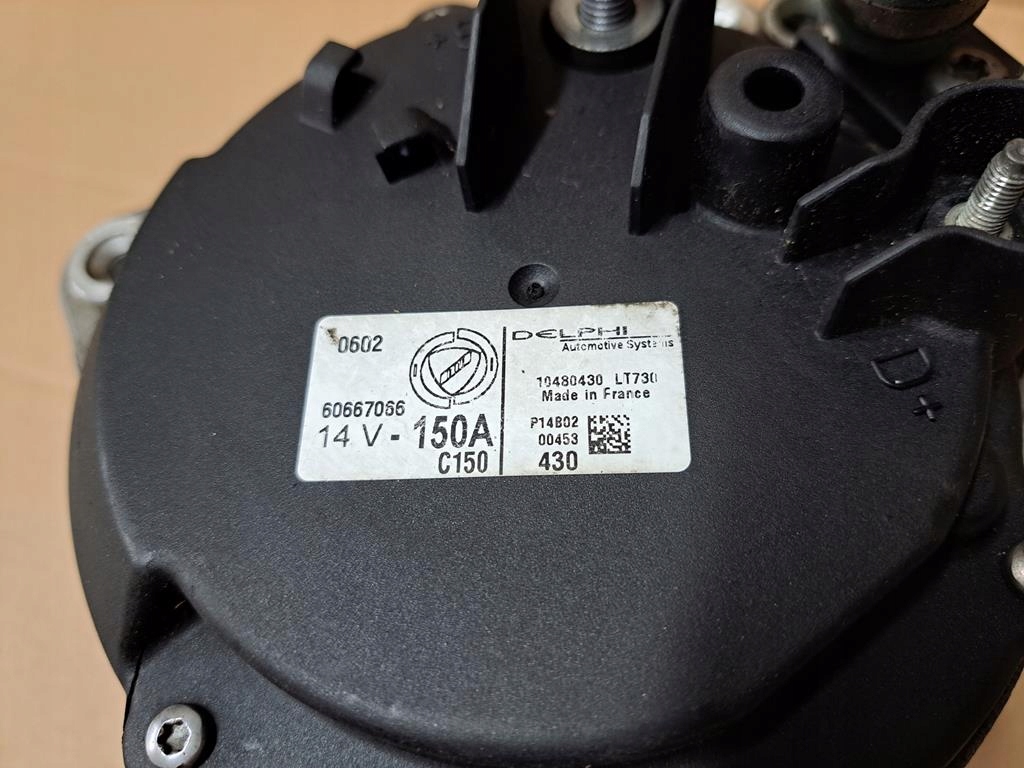 0602
60667066
14 V - 150A
C150
DELPHI
Automotive Systems
10480430 LT730
Made in France
P14B02
00453
430
D+